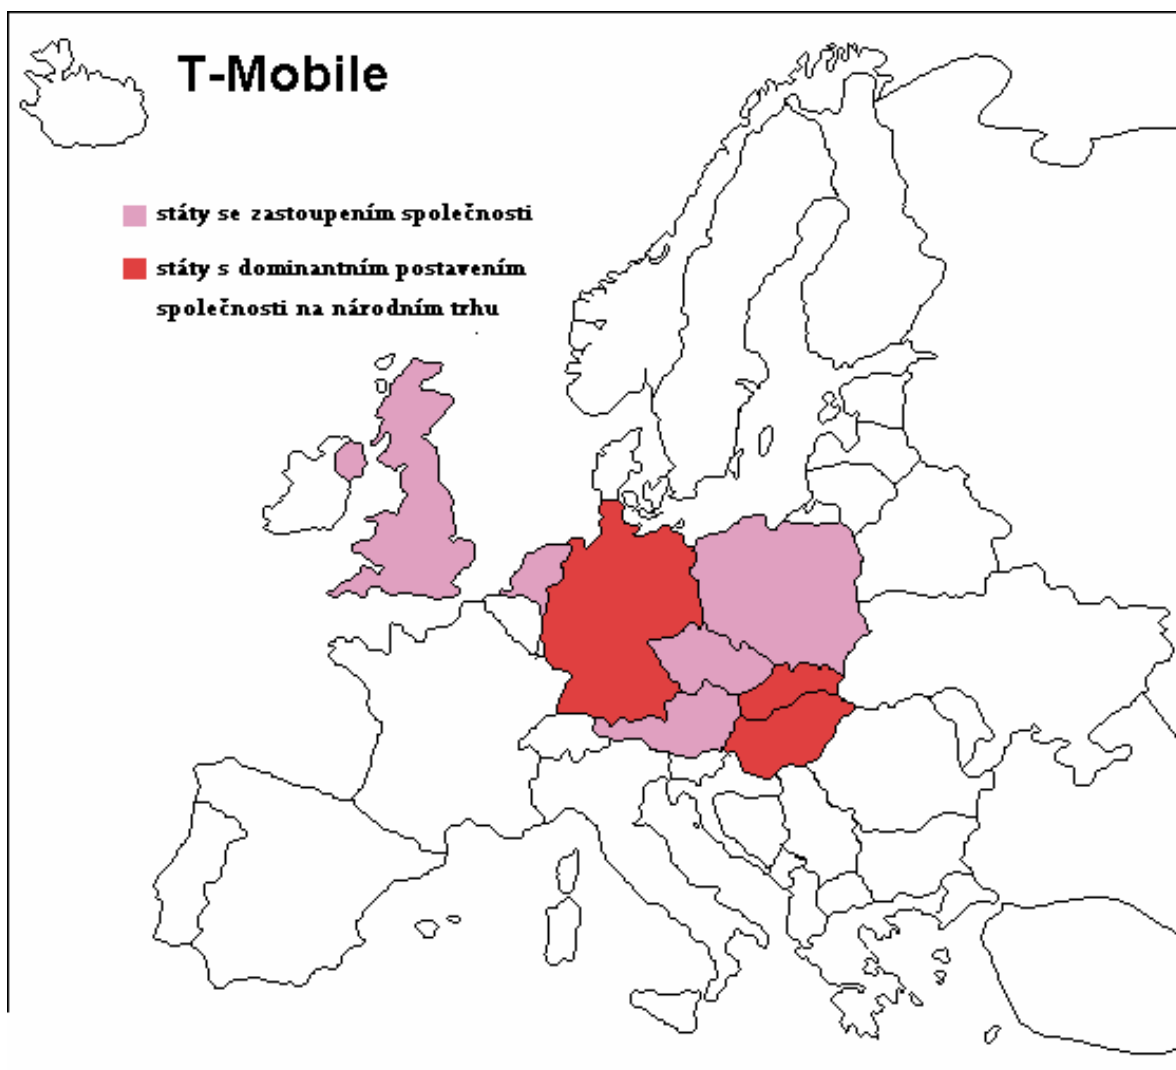 T-Mobile
státy se zastoupením společnosti
státy s dominantním postavením
společnosti na národním trhu